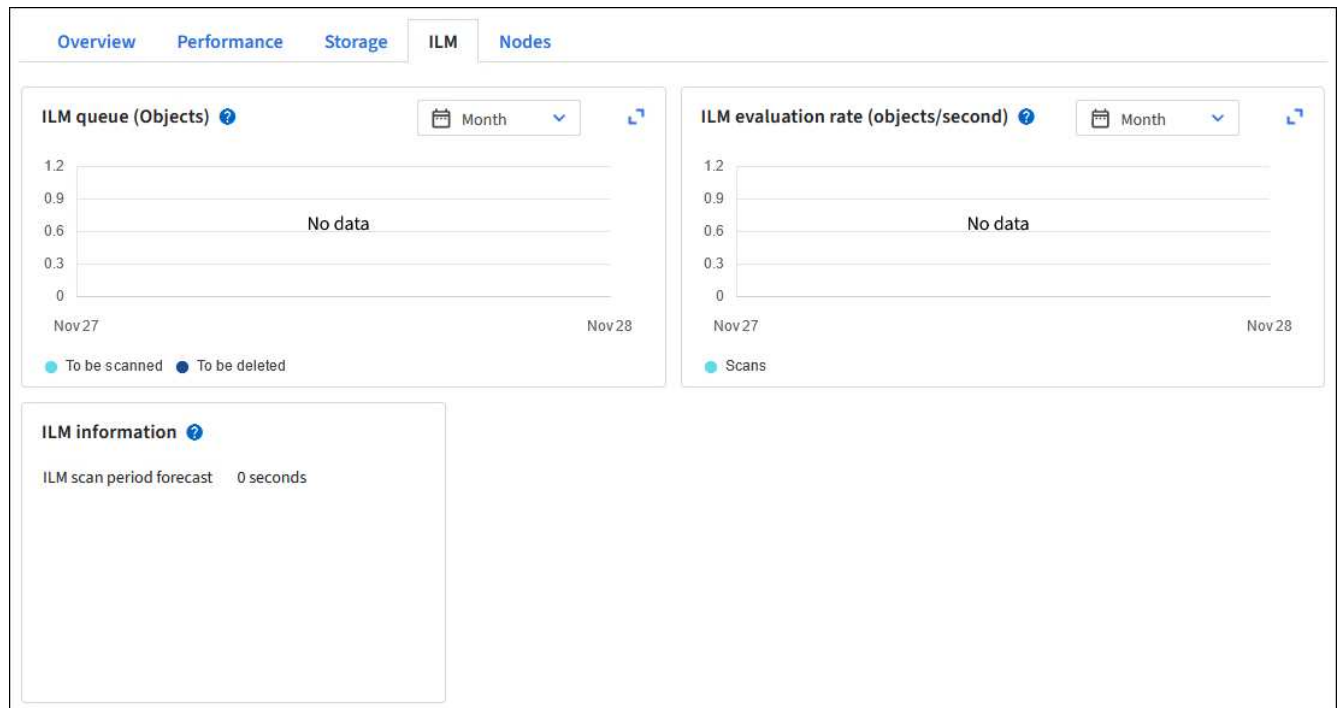 Overview Performance Storage ILM Nodes
ILM queue (Objects) ? Month
1.2
0.9
0.6
0.3
0
No data
Nov 27 Nov 28
To be scanned To be deleted
ILM evaluation rate (objects/second) ? Month
1.2
0.9
0.6
0.3
0
No data
Nov 27 Nov 28
Scans
ILM information ?
ILM scan period forecast 0 seconds